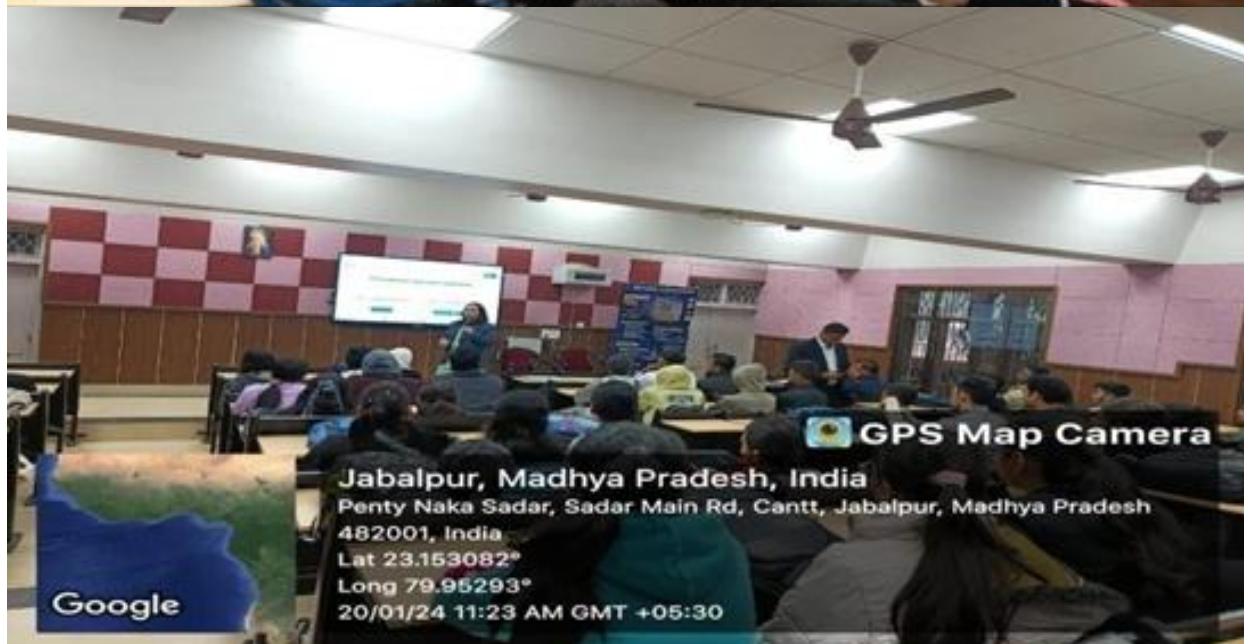 GPS Map Camera
Jabalpur, Madhya Pradesh, India
Penty Naka Sadar, Sadar Main Rd, Cantt, Jabalpur, Madhya Pradesh
482001, India
Lat 23.153082°
Long 79.95293°
20/01/24 11:23 AM GMT +05:30
Google